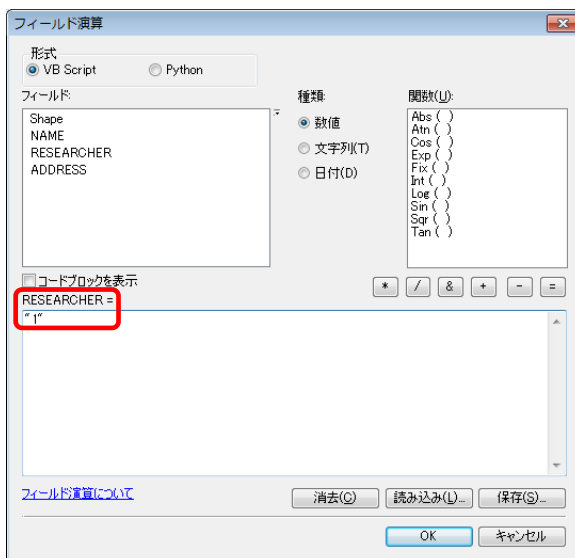 フィールド演算
形式
VB Script
Python
フィールド:
Shape
NAME
RESEARCHER
ADDRESS
種類:
数値
文字列(T)
日付(D)
関数(U):
Abs ( )
Atn ( )
Cos ( )
Exp ( )
Fix ( )
Int ( )
Log ( )
Sin ( )
Sqr ( )
Tan ( )
コードブロックを表示
* / & + - =
RESEARCHER =
"1"
フィールド演算について
消去(C) 読み込み(L)... 保存(S)...
OK キャンセル